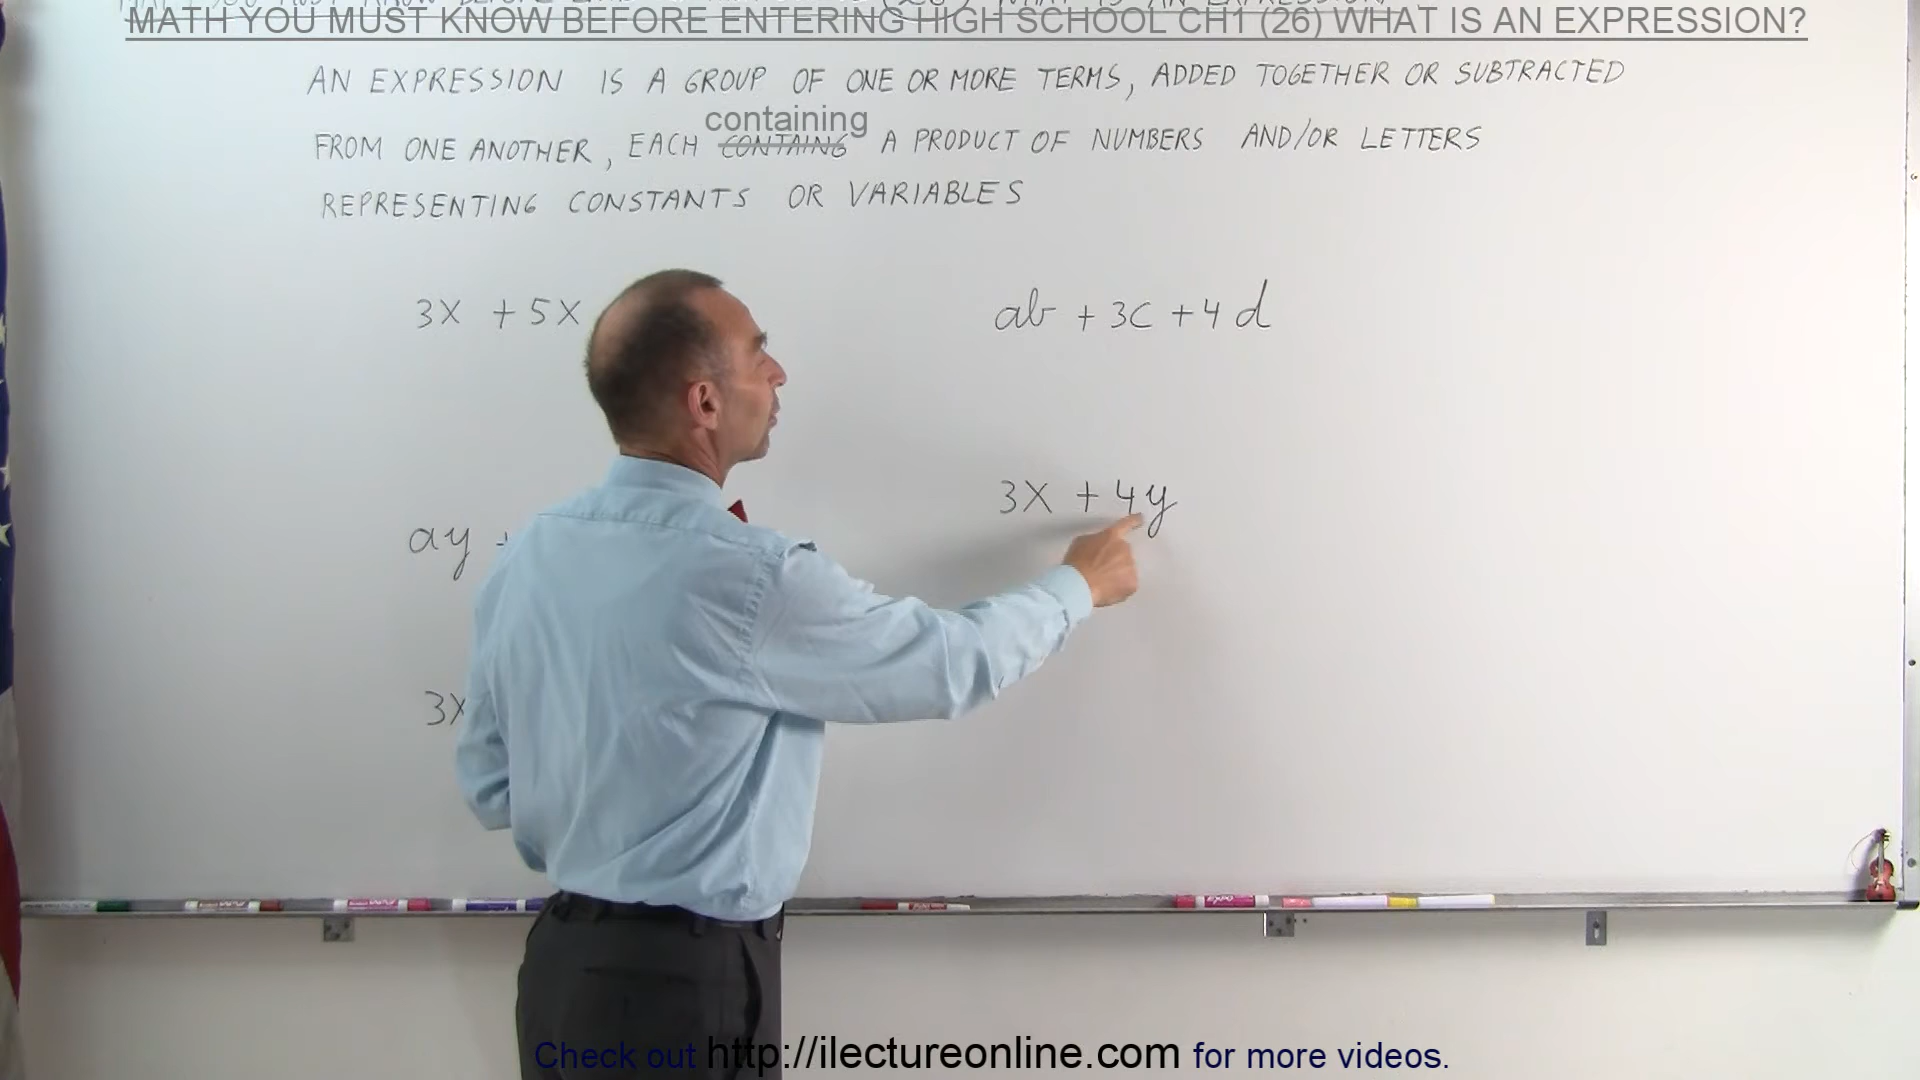 MATH YOU MUST KNOW BEFORE ENTERING HIGH SCHOOL CH1 (26) WHAT IS AN EXPRESSION?
AN EXPRESSION IS A GROUP OF ONE OR MORE TERMS, ADDED TOGETHER OR SUBTRACTED
containing
FROM ONE ANOTHER, EACH CONTAING A PRODUCT OF NUMBERS AND/OR LETTERS
REPRESENTING CONSTANTS OR VARIABLES
3X + 5X
ab + 3C + 4d
3X + 4y
ay +
3X
Check out http://ilectureonline.com for more videos.